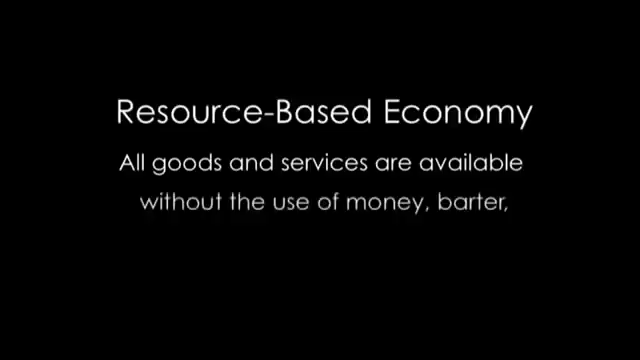 Resource-Based Economy
All goods and services are available
without the use of money, barter,